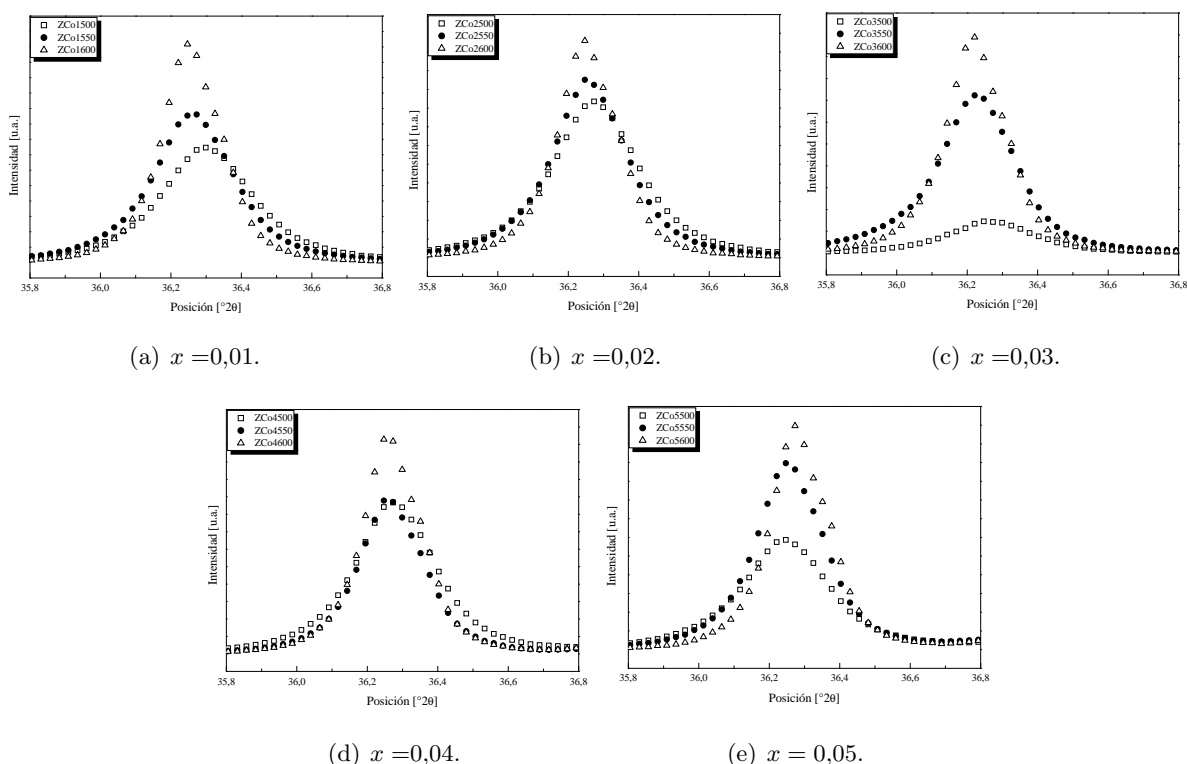 ZCo1500
ZCo1550
ZCo1600
Intensidad [u.a.]
35,8 36,0 36,2 36,4 36,6 36,8
Posición [°2θ]
(a) x =0,01.
ZCo2500
ZCo2550
ZCo2600
Intensidad [u.a.]
35,8 36,0 36,2 36,4 36,6 36,8
Posición [°2θ]
(b) x =0,02.
ZCo3500
ZCo3550
ZCo3600
Intensidad [u.a.]
35,8 36,0 36,2 36,4 36,6 36,8
Posición [°2θ]
(c) x =0,03.
ZCo4500
ZCo4550
ZCo4600
Intensidad [u.a.]
35,8 36,0 36,2 36,4 36,6 36,8
Posición [°2θ]
(d) x =0,04.
ZCo5500
ZCo5550
ZCo5600
Intensidad [u.a.]
35,8 36,0 36,2 36,4 36,6 36,8
Posición [°2θ]
(e) x = 0,05.